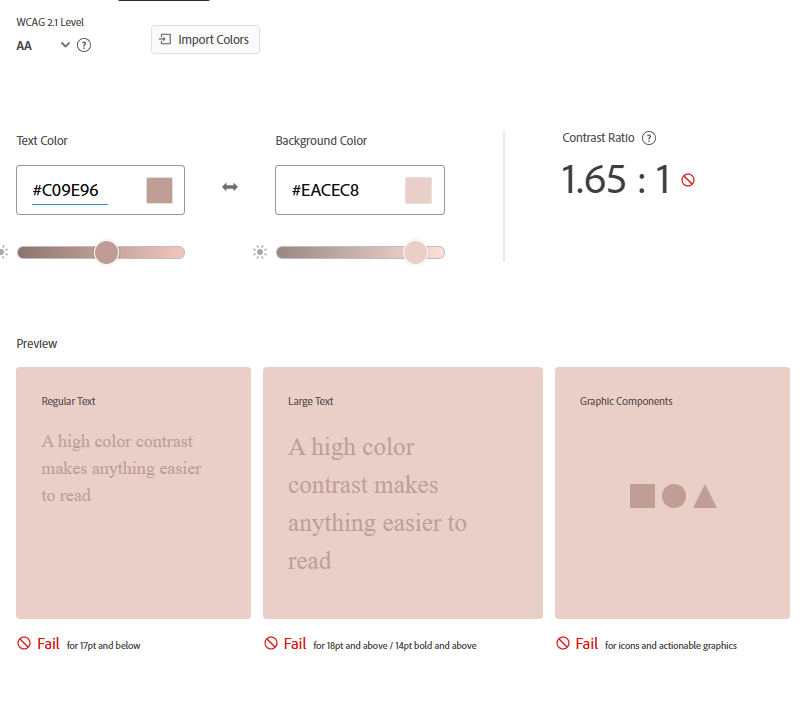 WCAG 2.1 Level
AA
?
Import Colors
Text Color
Background Color
Contrast Ratio ?
#C09E96
#EACEC8
1.65 : 1
Preview
Regular Text
A high color contrast
makes anything easier
to read
Large Text
A high color
contrast makes
anything easier to
read
Graphic Components
Fail for 17pt and below
Fail for 18pt and above / 14pt bold and above
Fail for icons and actionable graphics